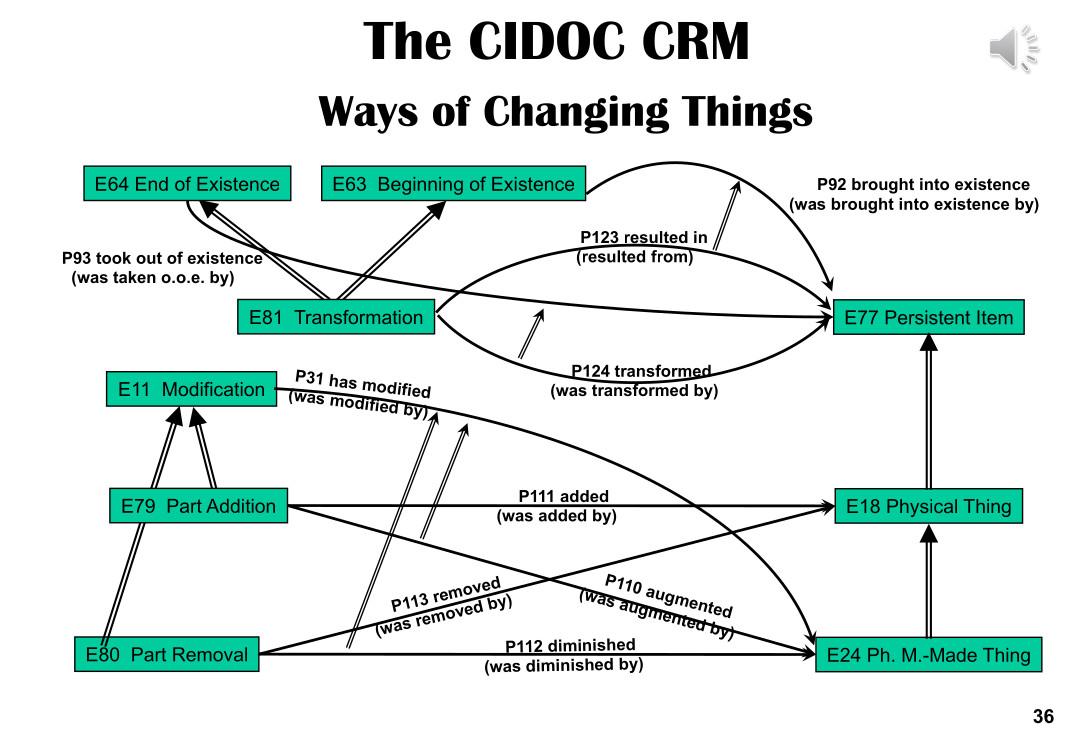 The CIDOC CRM
Ways of Changing Things
E64 End of Existence
E63 Beginning of Existence
P92 brought into existence
(was brought into existence by)
P123 resulted in
(resulted from)
P93 took out of existence
(was taken o.o.e. by)
E81 Transformation
E77 Persistent Item
P124 transformed
(was transformed by)
E11 Modification
P31 has modified
(was modified by)
E79 Part Addition
P111 added
(was added by)
E18 Physical Thing
P113 removed
(was removed by)
P110 augmented
(was augmented by)
E80 Part Removal
P112 diminished
(was diminished by)
E24 Ph. M.-Made Thing
36